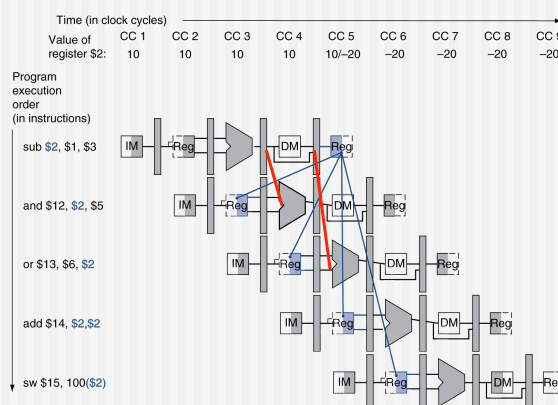 Time (in clock cycles)
CC 1 CC 2 CC 3 CC 4 CC 5 CC 6 CC 7 CC 8 CC 9
Value of
register $2: 10 10 10 10 10/–20 –20 –20 –20 –20
Program
execution
order
(in instructions)
sub $2, $1, $3 IM Reg DM Reg
and $12, $2, $5 IM Reg DM Reg
or $13, $6, $2 IM Reg DM Reg
add $14, $2,$2 IM Reg DM Reg
sw $15, 100($2) IM Reg DM Re